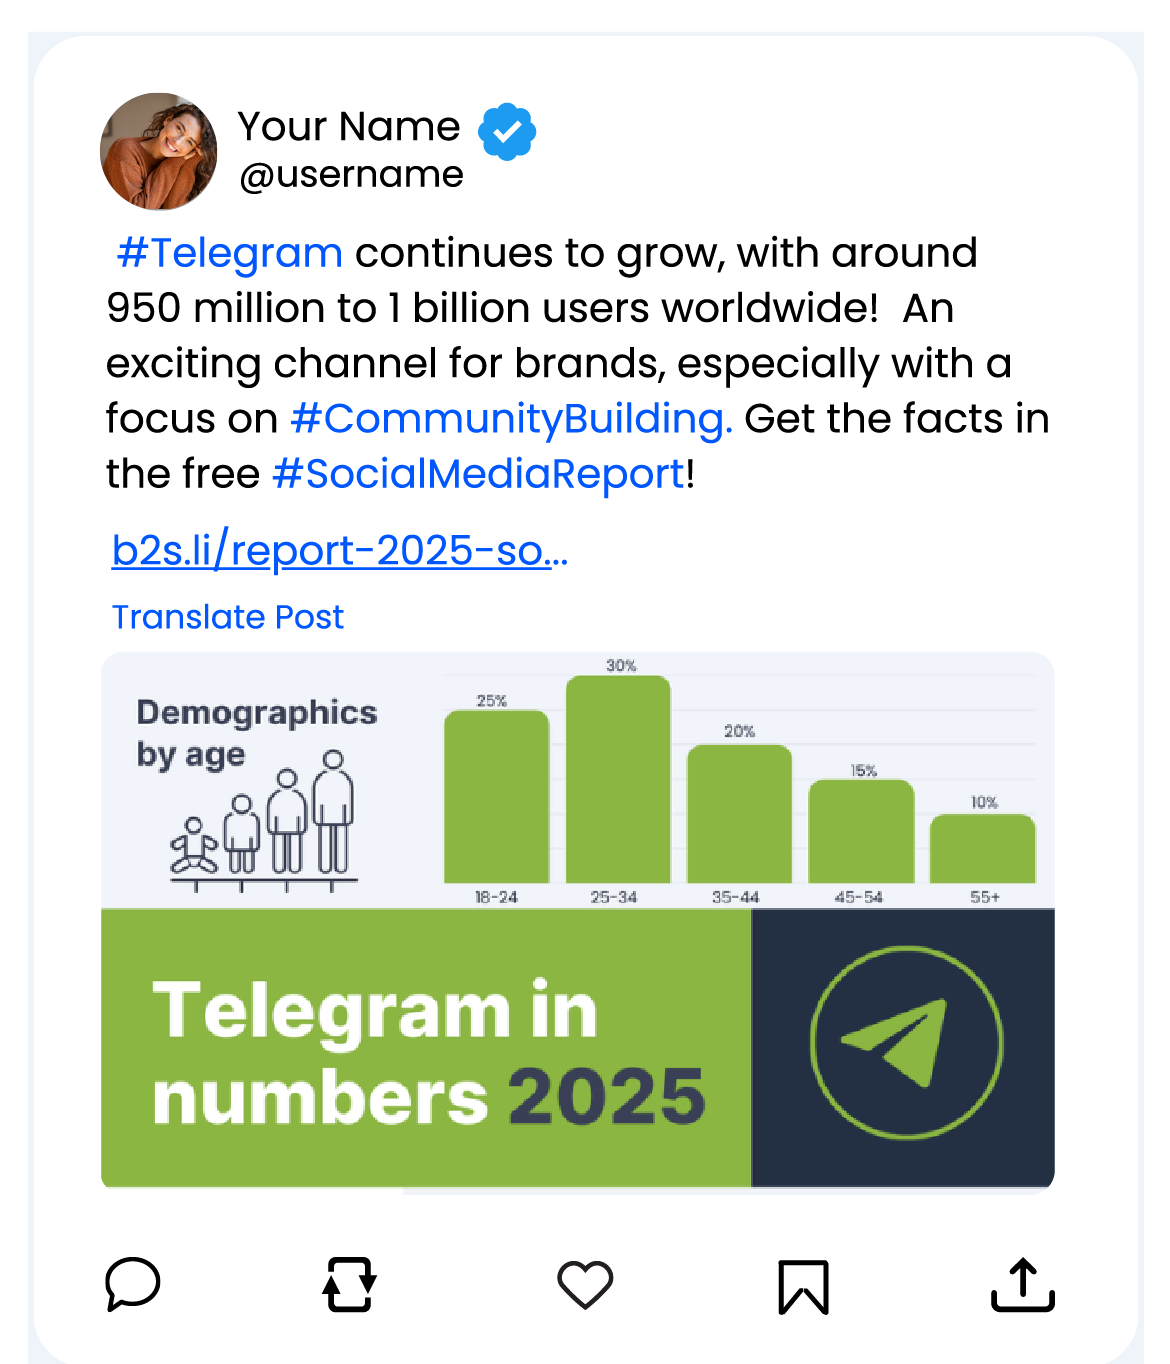 Your Name
@username
#Telegram continues to grow, with around
950 million to 1 billion users worldwide!  An
exciting channel for brands, especially with a
focus on #CommunityBuilding. Get the facts in
the free #SocialMediaReport!
b2s.li/report-2025-so...
Translate Post
Demographics
by age
25%
30%
20%
15%
10%
18-24
25-34
35-44
45-54
55+
Telegram in
numbers 2025